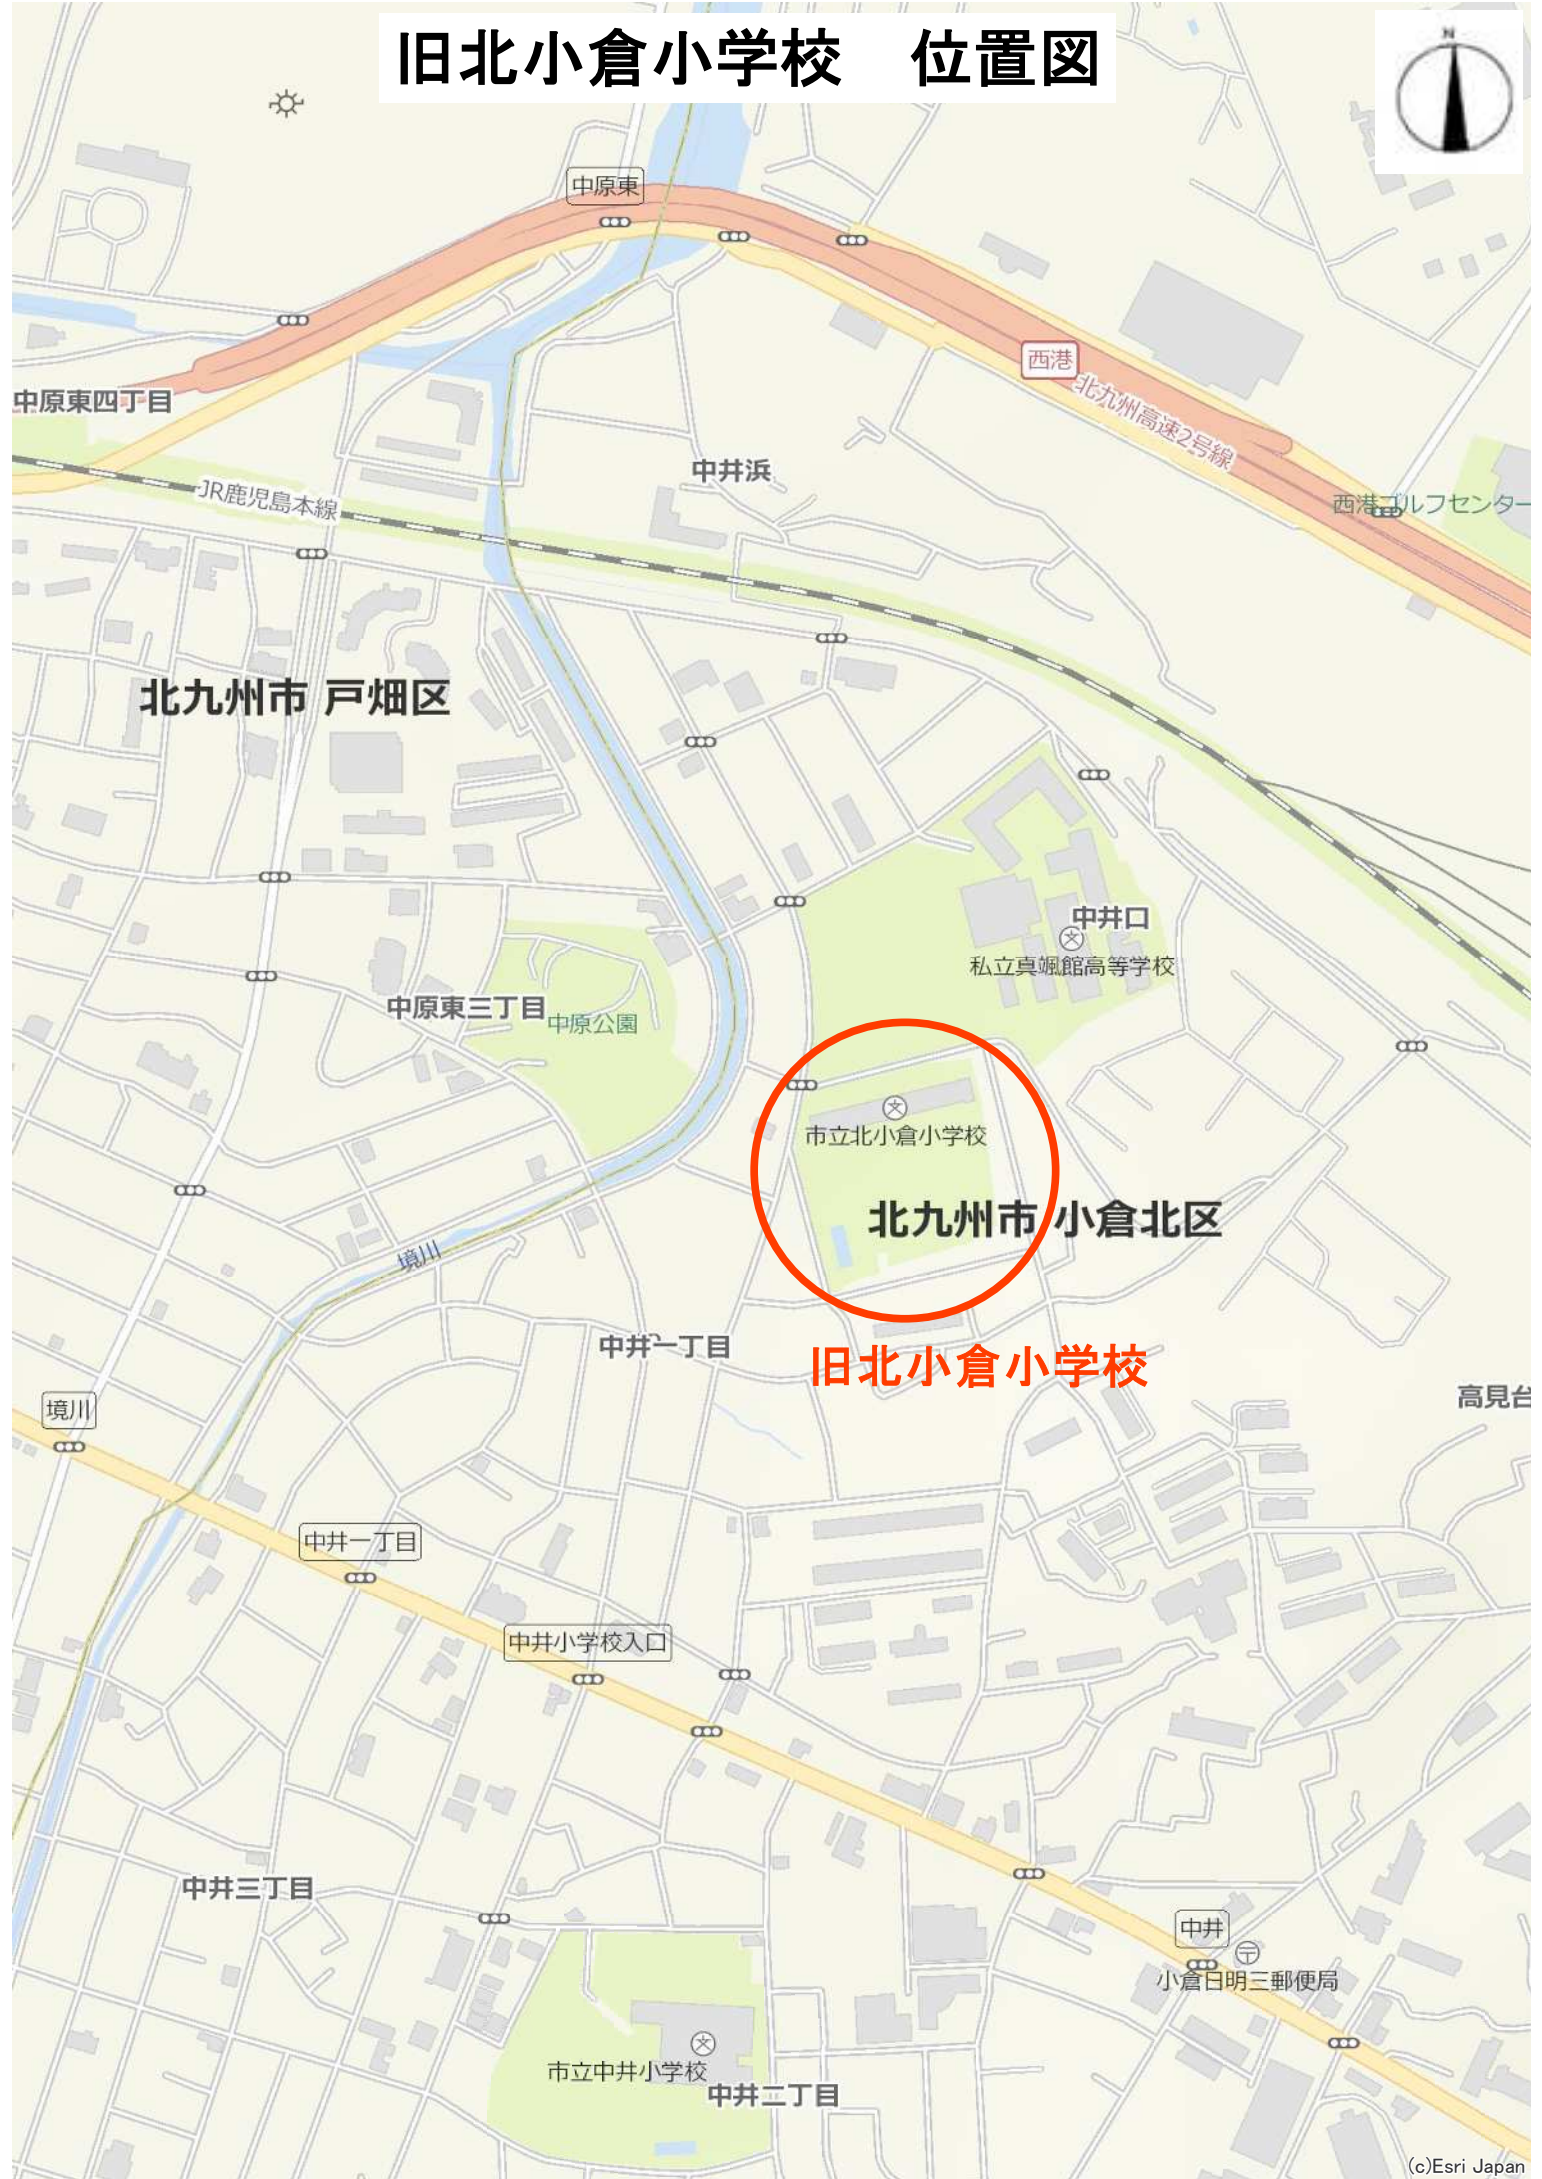 旧北小倉小学校　位置図
N
中原東
西港
北九州高速2号線
中原東四丁目
中井浜
JR鹿児島本線
西港ゴルフセンター
北九州市 戸畑区
中井口
私立真颯館高等学校
中原東三丁目
中原公園
市立北小倉小学校
北九州市 小倉北区
境川
中井一丁目
旧北小倉小学校
高見台
境川
中井一丁目
中井小学校入口
中井三丁目
中井
小倉日明三郵便局
市立中井小学校
中井二丁目
(c)Esri Japan